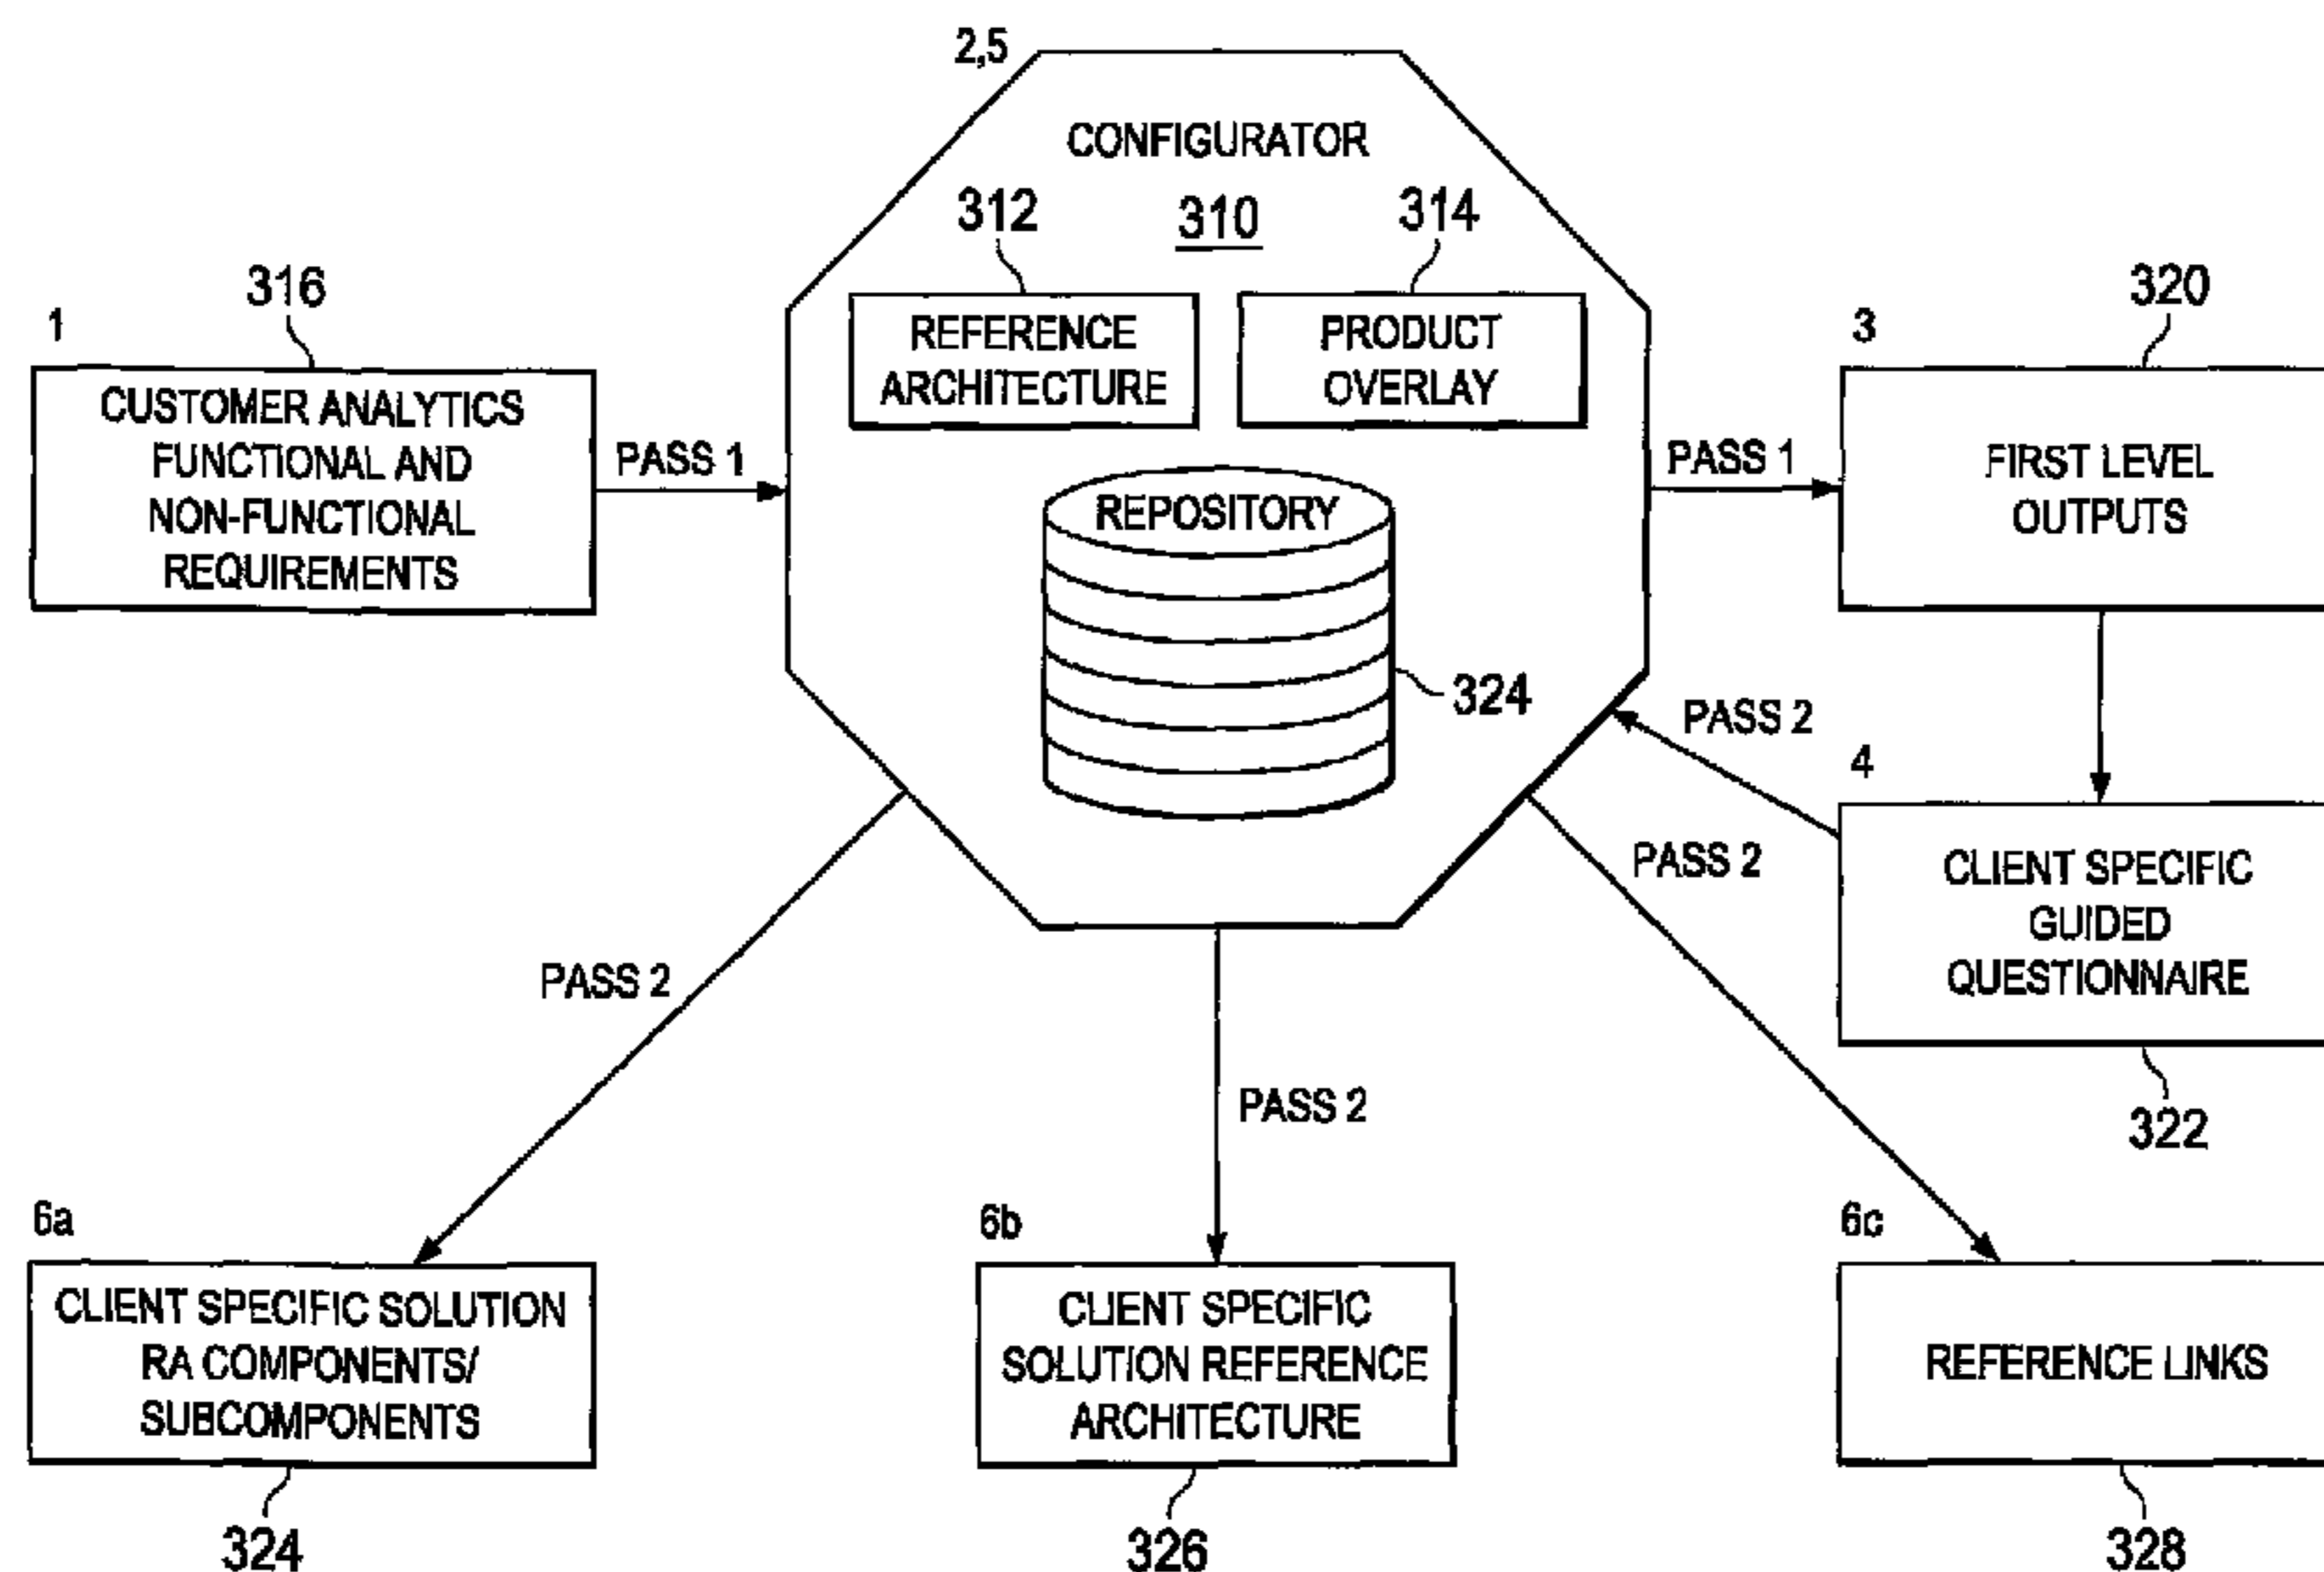 2,5
CONFIGURATOR
310
312
314
REFERENCE
ARCHITECTURE
PRODUCT
OVERLAY
REPOSITORY
324
1
316
CUSTOMER ANALYTICS
FUNCTIONAL AND
NON-FUNCTIONAL
REQUIREMENTS
PASS 1
PASS 1
3
320
FIRST LEVEL
OUTPUTS
PASS 2
4
CLIENT SPECIFIC
GUIDED
QUESTIONNAIRE
322
PASS 2
PASS 2
PASS 2
6a
CLIENT SPECIFIC SOLUTION
RA COMPONENTS/
SUBCOMPONENTS
324
6b
CLIENT SPECIFIC
SOLUTION REFERENCE
ARCHITECTURE
326
6c
REFERENCE LINKS
328